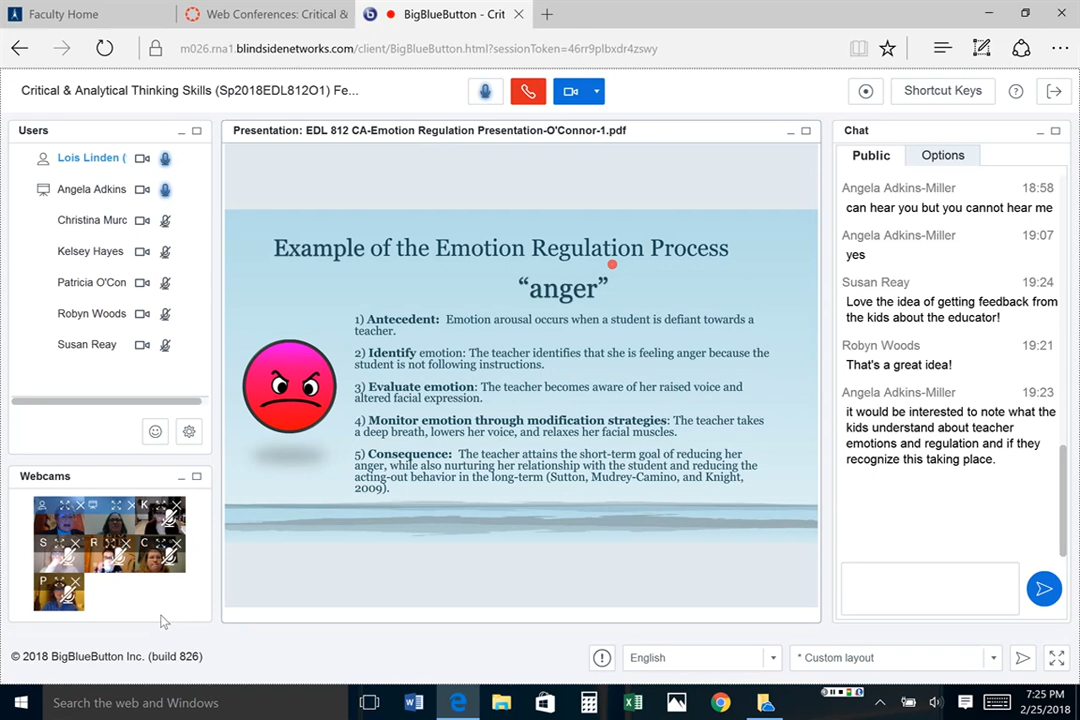 Faculty Home
Web Conferences: Critical &
BigBlueButton - Crit
m026.rna1.blindsidenetworks.com/client/BigBlueButton.html?sessionToken=46rr9plbxdr4zswy
Critical & Analytical Thinking Skills (Sp2018EDL812O1) Fe...
Shortcut Keys
Users
Lois Linden (
Angela Adkins
Christina Murc
Kelsey Hayes
Patricia O'Con
Robyn Woods
Susan Reay
Webcams
K
S
R
C
P
© 2018 BigBlueButton Inc. (build 826)
Presentation: EDL 812 CA-Emotion Regulation Presentation-O'Connor-1.pdf
Example of the Emotion Regulation Process
“anger”
1) Antecedent: Emotion arousal occurs when a student is defiant towards a
teacher.
2) Identify emotion: The teacher identifies that she is feeling anger because the
student is not following instructions.
3) Evaluate emotion: The teacher becomes aware of her raised voice and
altered facial expression.
4) Monitor emotion through modification strategies: The teacher takes
a deep breath, lowers her voice, and relaxes her facial muscles.
5) Consequence: The teacher attains the short-term goal of reducing her
anger, while also nurturing her relationship with the student and reducing the
acting-out behavior in the long-term (Sutton, Mudrey-Camino, and Knight,
2009).
Chat
Public
Options
Angela Adkins-Miller 18:58
can hear you but you cannot hear me
Angela Adkins-Miller 19:07
yes
Susan Reay 19:24
Love the idea of getting feedback from
the kids about the educator!
Robyn Woods 19:21
That's a great idea!
Angela Adkins-Miller 19:23
it would be interested to note what the
kids understand about teacher
emotions and regulation and if they
recognize this taking place.
English
* Custom layout
Search the web and Windows
7:25 PM
2/25/2018